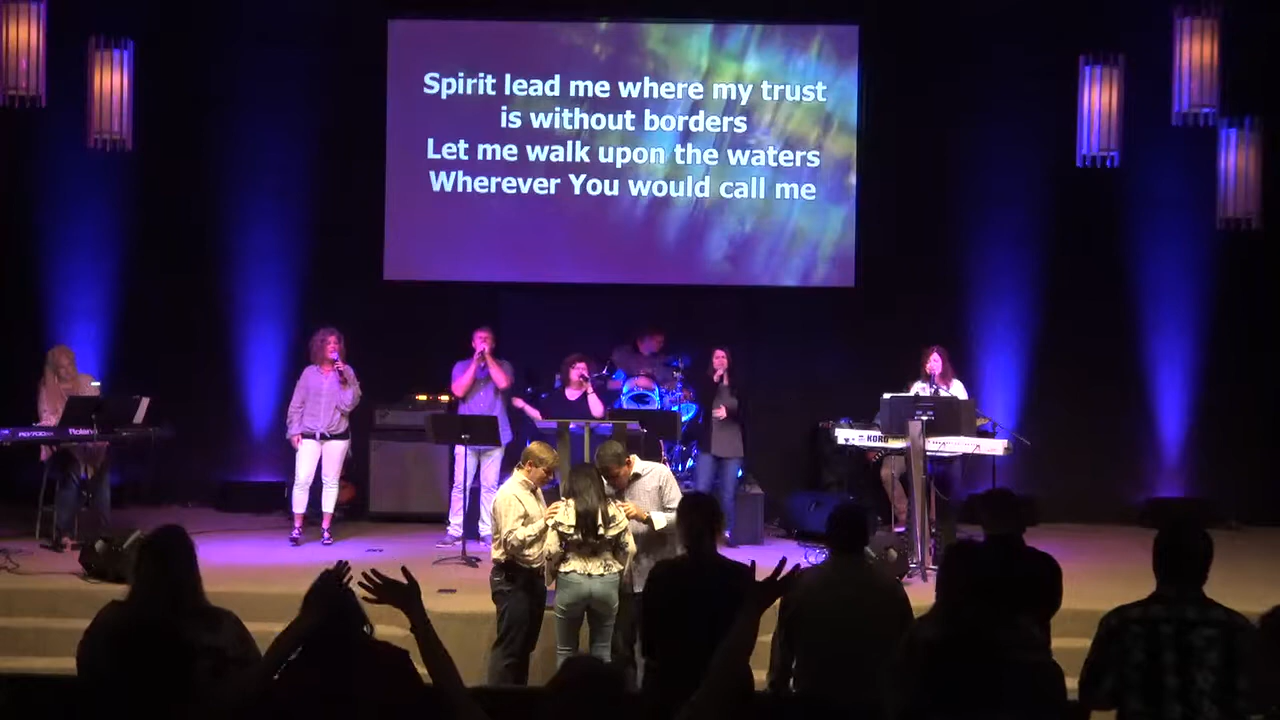 Spirit lead me where my trust
is without borders
Let me walk upon the waters
Wherever You would call me
Roland
KORG